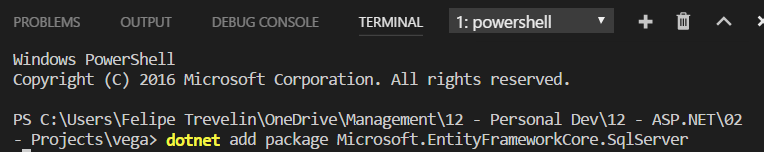 PROBLEMS OUTPUT DEBUG CONSOLE TERMINAL 1: powershell
Windows PowerShell
Copyright (C) 2016 Microsoft Corporation. All rights reserved.
PS C:\Users\Felipe Trevelin\OneDrive\Management\12 - Personal Dev\12 - ASP.NET\02
- Projects\vega> dotnet add package Microsoft.EntityFrameworkCore.SqlServer